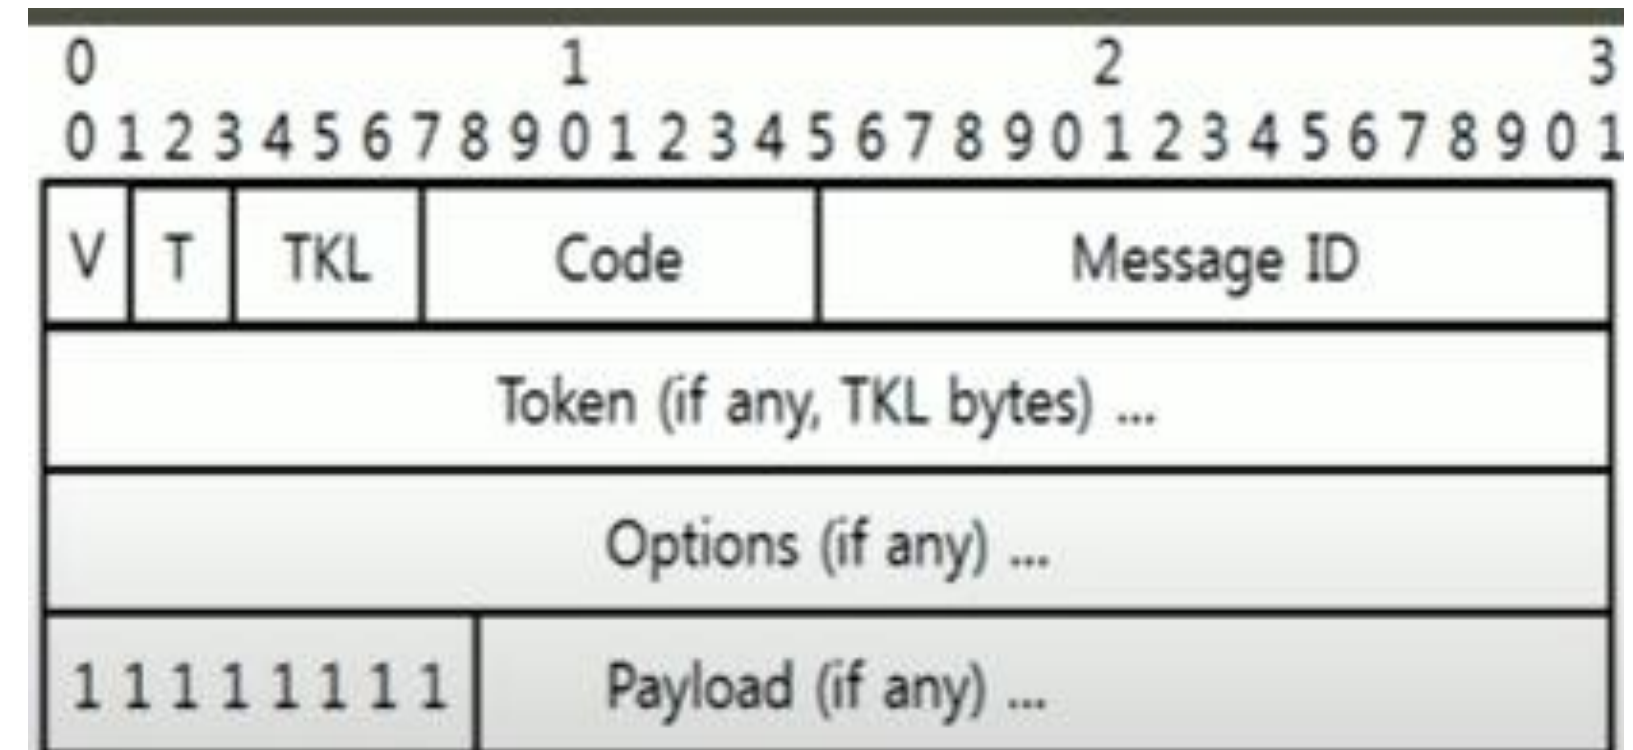 0 1 2 3
0 1 2 3 4 5 6 7 8 9 0 1 2 3 4 5 6 7 8 9 0 1 2 3 4 5 6 7 8 9 0 1
V T TKL Code Message ID
Token (if any, TKL bytes) ...
Options (if any) ...
1 1 1 1 1 1 1 1 Payload (if any) ...